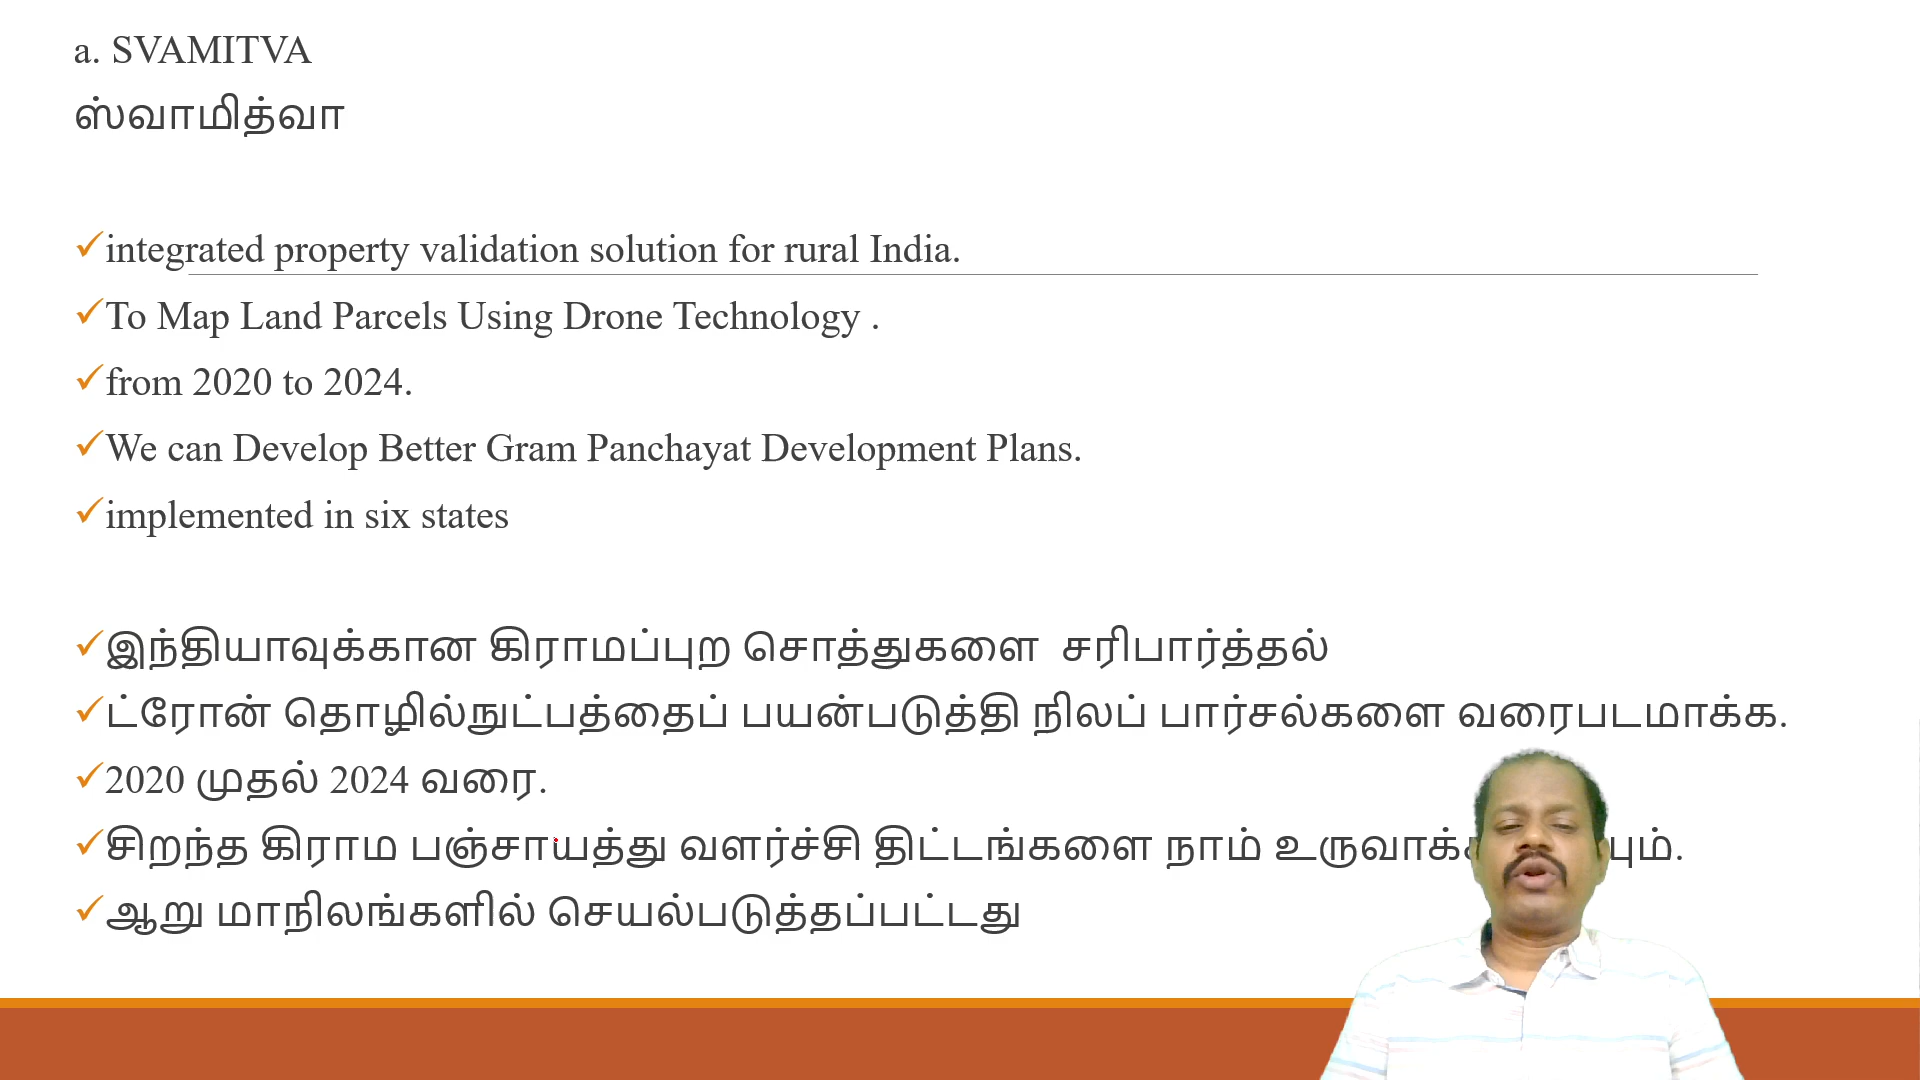 a. SVAMITVA
ஸ்வாமித்வா
✓integrated property validation solution for rural India.
✓To Map Land Parcels Using Drone Technology .
✓from 2020 to 2024.
✓We can Develop Better Gram Panchayat Development Plans.
✓implemented in six states
✓இந்தியாவுக்கான கிராமப்புற சொத்துகளை சரிபார்த்தல்
✓ட்ரோன் தொழில்நுட்பத்தைப் பயன்படுத்தி நிலப் பார்சல்களை வரைபடமாக்க.
✓2020 முதல் 2024 வரை.
✓சிறந்த கிராம பஞ்சாயத்து வளர்ச்சி திட்டங்களை நாம்
✓ஆறு மாநிலங்களில் செயல்படுத்தப்பட்டது